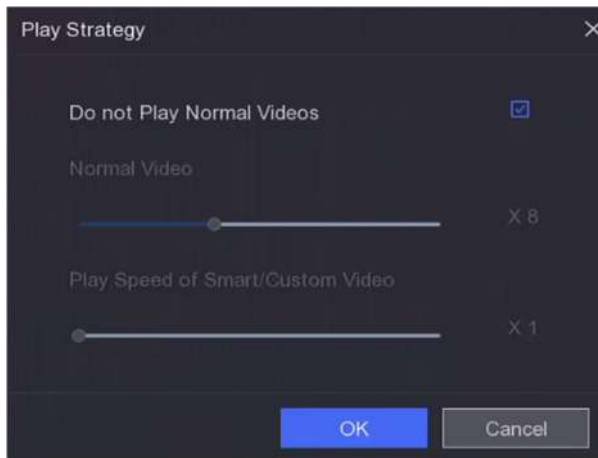 Play Strategy
Do not Play Normal Videos
Normal Video
X 8
Play Speed of Smart/Custom Video
X 1
OK
Cancel